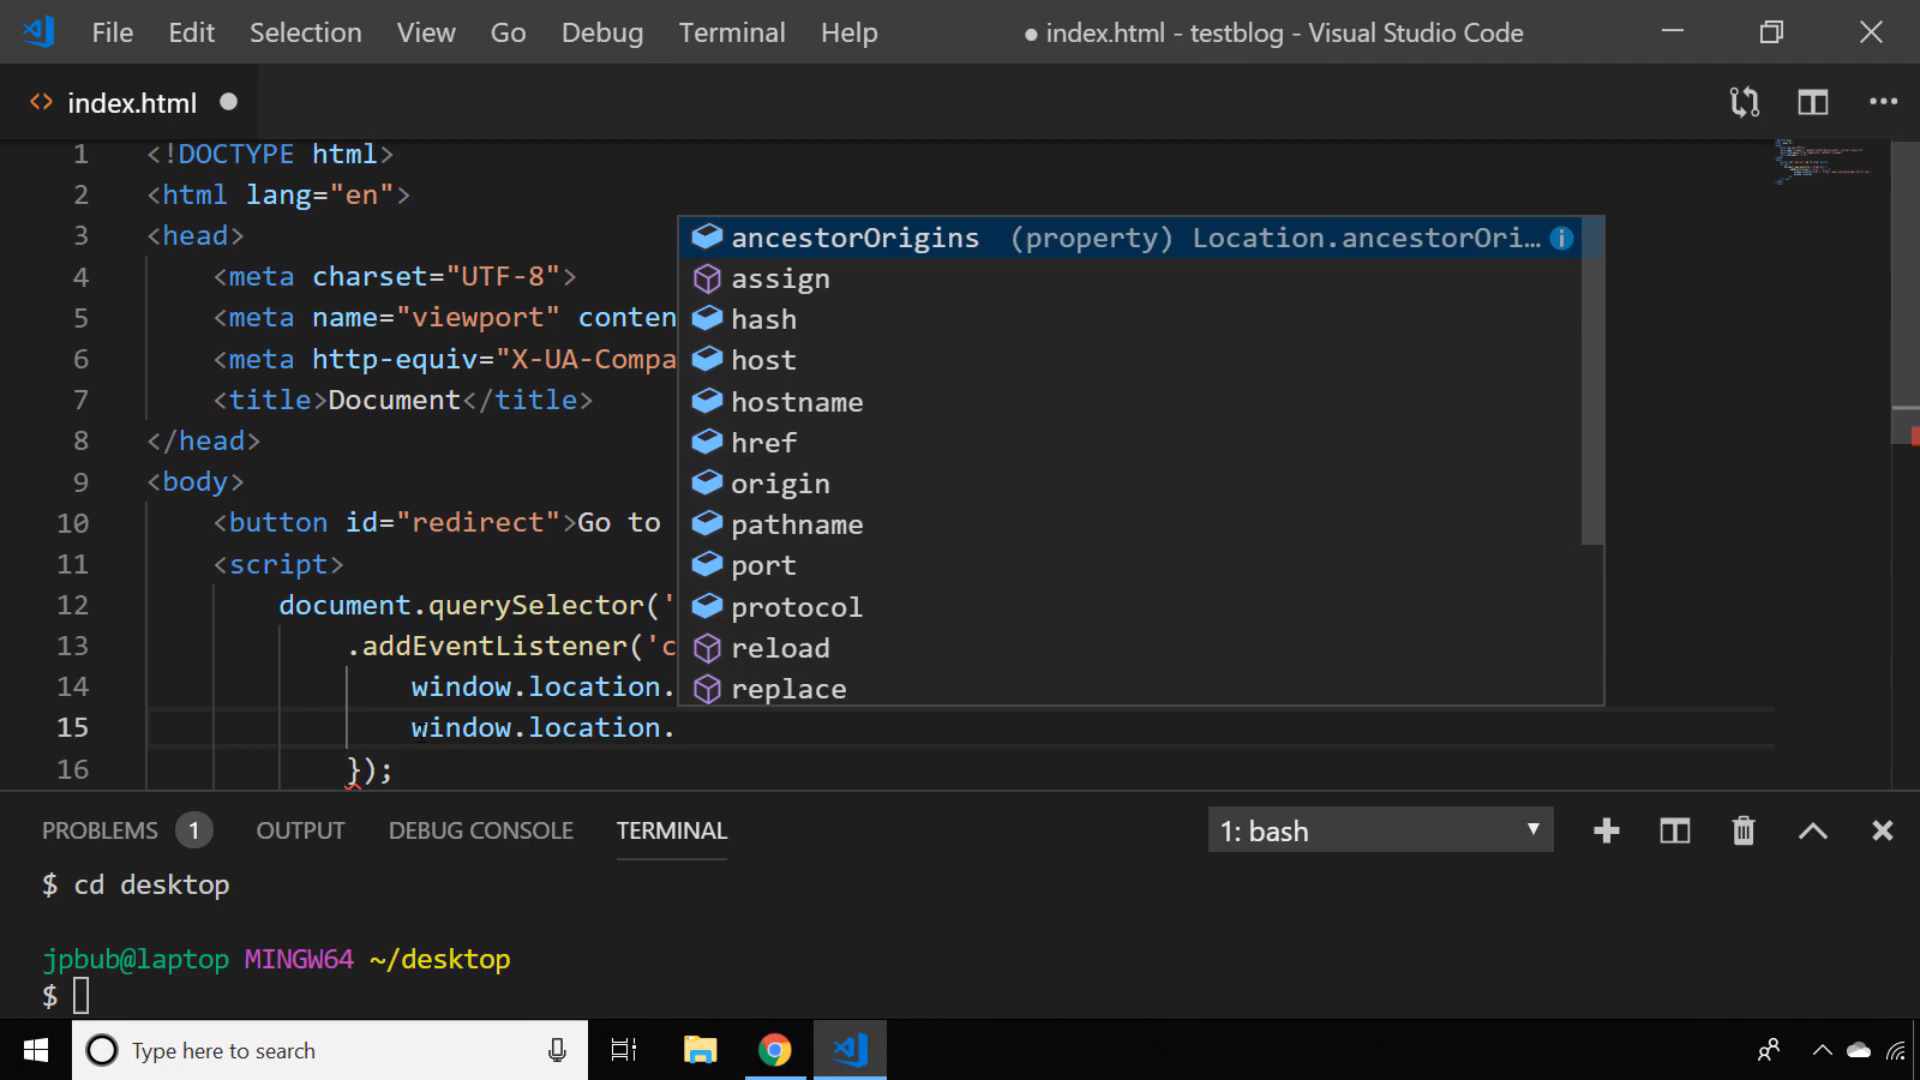 File Edit Selection View Go Debug Terminal Help ● index.html - testblog - Visual Studio Code
<> index.html
1 <!DOCTYPE html>
2 <html lang="en">
3 <head>
4 <meta charset="UTF-8">
5 <meta name="viewport" conten
6 <meta http-equiv="X-UA-Compa
7 <title>Document</title>
8 </head>
9 <body>
10 <button id="redirect">Go to
11 <script>
12 document.querySelector('
13 .addEventListener('c
14 window.location.
15 window.location.
16 });
ancestorOrigins (property) Location.ancestorOri…
assign
hash
host
hostname
href
origin
pathname
port
protocol
reload
replace
PROBLEMS 1 OUTPUT DEBUG CONSOLE TERMINAL 1: bash
$ cd desktop
jpbub@laptop MINGW64 ~/desktop
$
Type here to search